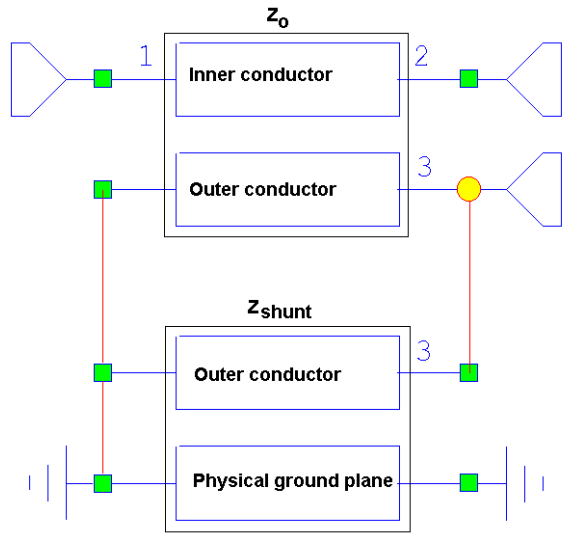 Zo
1 Inner conductor 2
Outer conductor 3
Zshunt
Outer conductor 3
Physical ground plane